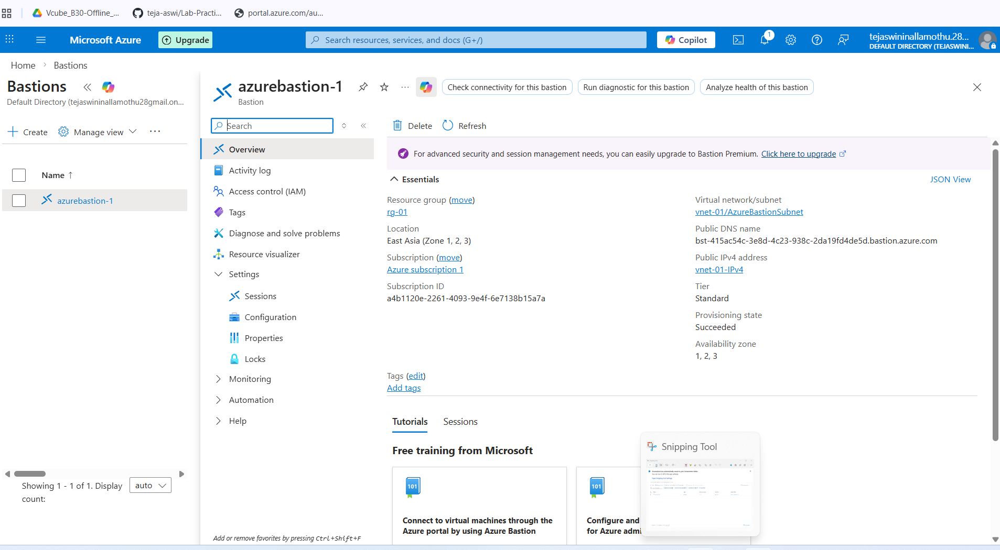 Vcube_B30-Offline_...
teja-aswi/Lab-Practi...
portal.azure.com/au...
Microsoft Azure
Upgrade
Search resources, services, and docs (G+/)
Copilot
1
tejaswininallamothu.28...
DEFAULT DIRECTORY (TEJASWINI...
Home > Bastions
Bastions
Default Directory (tejaswininallamothu28gmail.on...
Create
Manage view
Name ↑
azurebastion-1
Showing 1 - 1 of 1. Display
count:
auto
azurebastion-1
Bastion
Check connectivity for this bastion
Run diagnostic for this bastion
Analyze health of this bastion
Search
Overview
Activity log
Access control (IAM)
Tags
Diagnose and solve problems
Resource visualizer
Settings
Sessions
Configuration
Properties
Locks
Monitoring
Automation
Help
Add or remove favorites by pressing Ctrl+Shift+F
Delete
Refresh
For advanced security and session management needs, you can easily upgrade to Bastion Premium. Click here to upgrade
Essentials
JSON View
Resource group (move)
rg-01
Location
East Asia (Zone 1, 2, 3)
Subscription (move)
Azure subscription 1
Subscription ID
a4b1120e-2261-4093-9e4f-6e7138b15a7a
Virtual network/subnet
vnet-01/AzureBastionSubnet
Public DNS name
bst-415ac54c-3e8d-4c23-938c-2da19fd4de5d.bastion.azure.com
Public IPv4 address
vnet-01-IPv4
Tier
Standard
Provisioning state
Succeeded
Availability zone
1, 2, 3
Tags (edit)
Add tags
Tutorials
Sessions
Free training from Microsoft
101
Connect to virtual machines through the
Azure portal by using Azure Bastion
101
Configure and
for Azure admi
Snipping Tool